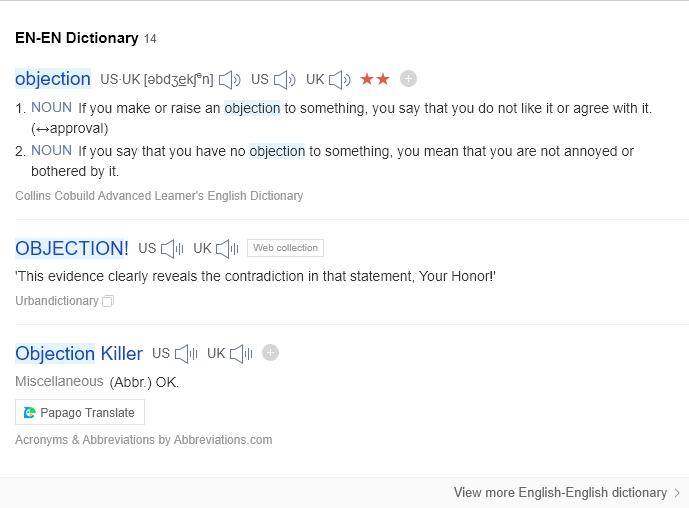 EN-EN Dictionary 14
objection US·UK [əbdʒekʃᵊn] US UK ★★
1. NOUN If you make or raise an objection to something, you say that you do not like it or agree with it.
(↔approval)
2. NOUN If you say that you have no objection to something, you mean that you are not annoyed or
bothered by it.
Collins Cobuild Advanced Learner's English Dictionary
OBJECTION! US UK Web collection
'This evidence clearly reveals the contradiction in that statement, Your Honor!'
Urbandictionary
Objection Killer US UK
Miscellaneous (Abbr.) OK.
Papago Translate
Acronyms & Abbreviations by Abbreviations.com
View more English-English dictionary >